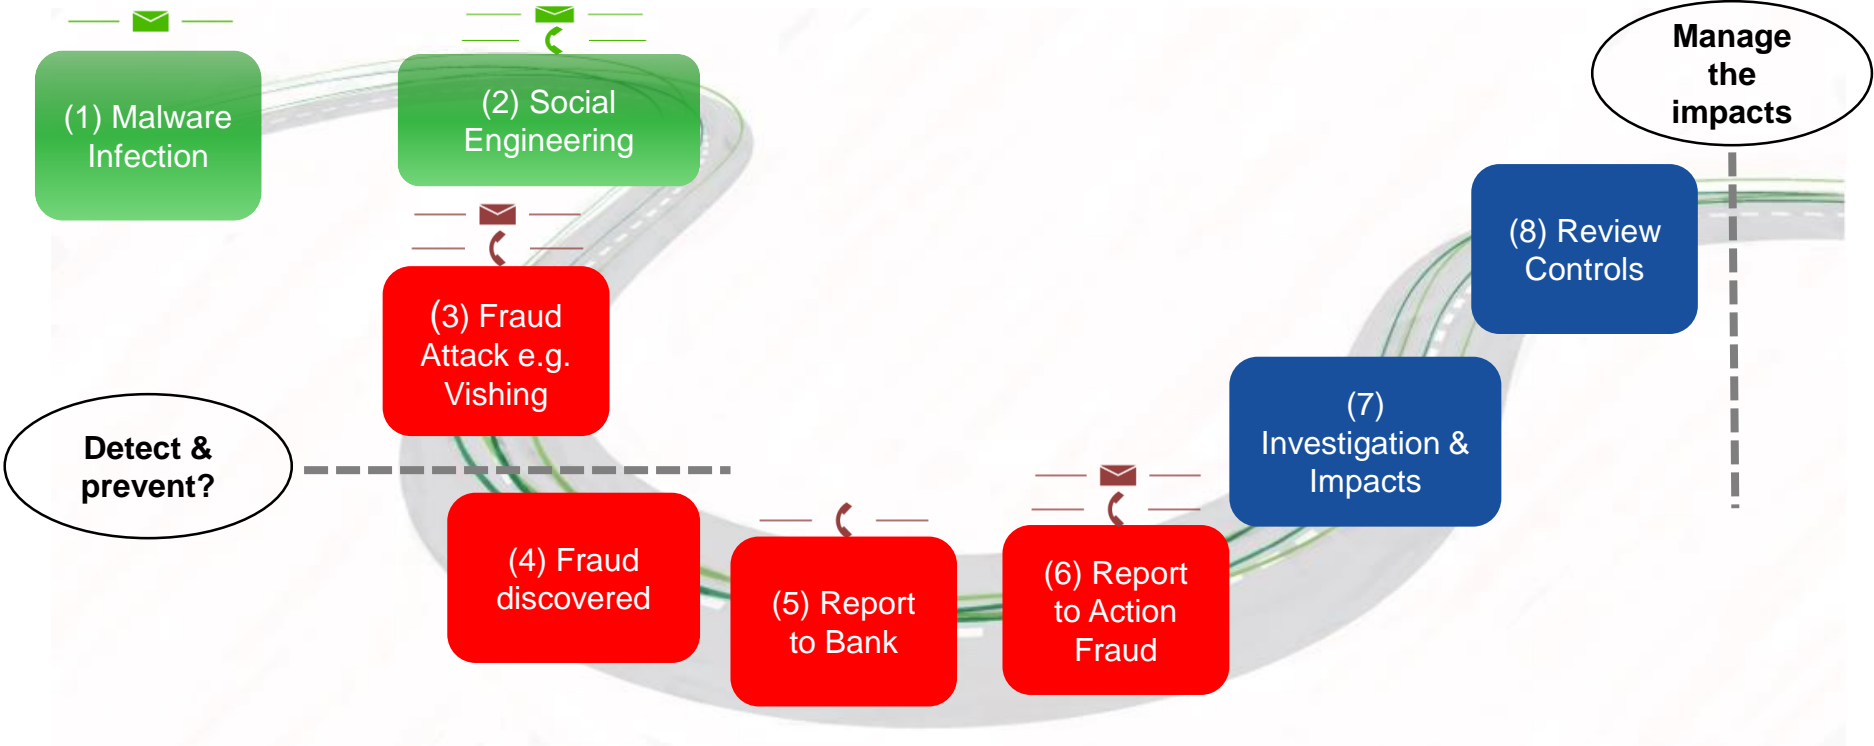 (1) Malware
Infection
(2) Social
Engineering
(3) Fraud
Attack e.g.
Vishing
Detect &
prevent?
(4) Fraud
discovered
(5) Report
to Bank
(6) Report
to Action
Fraud
(7)
Investigation &
Impacts
(8) Review
Controls
Manage
the
impacts